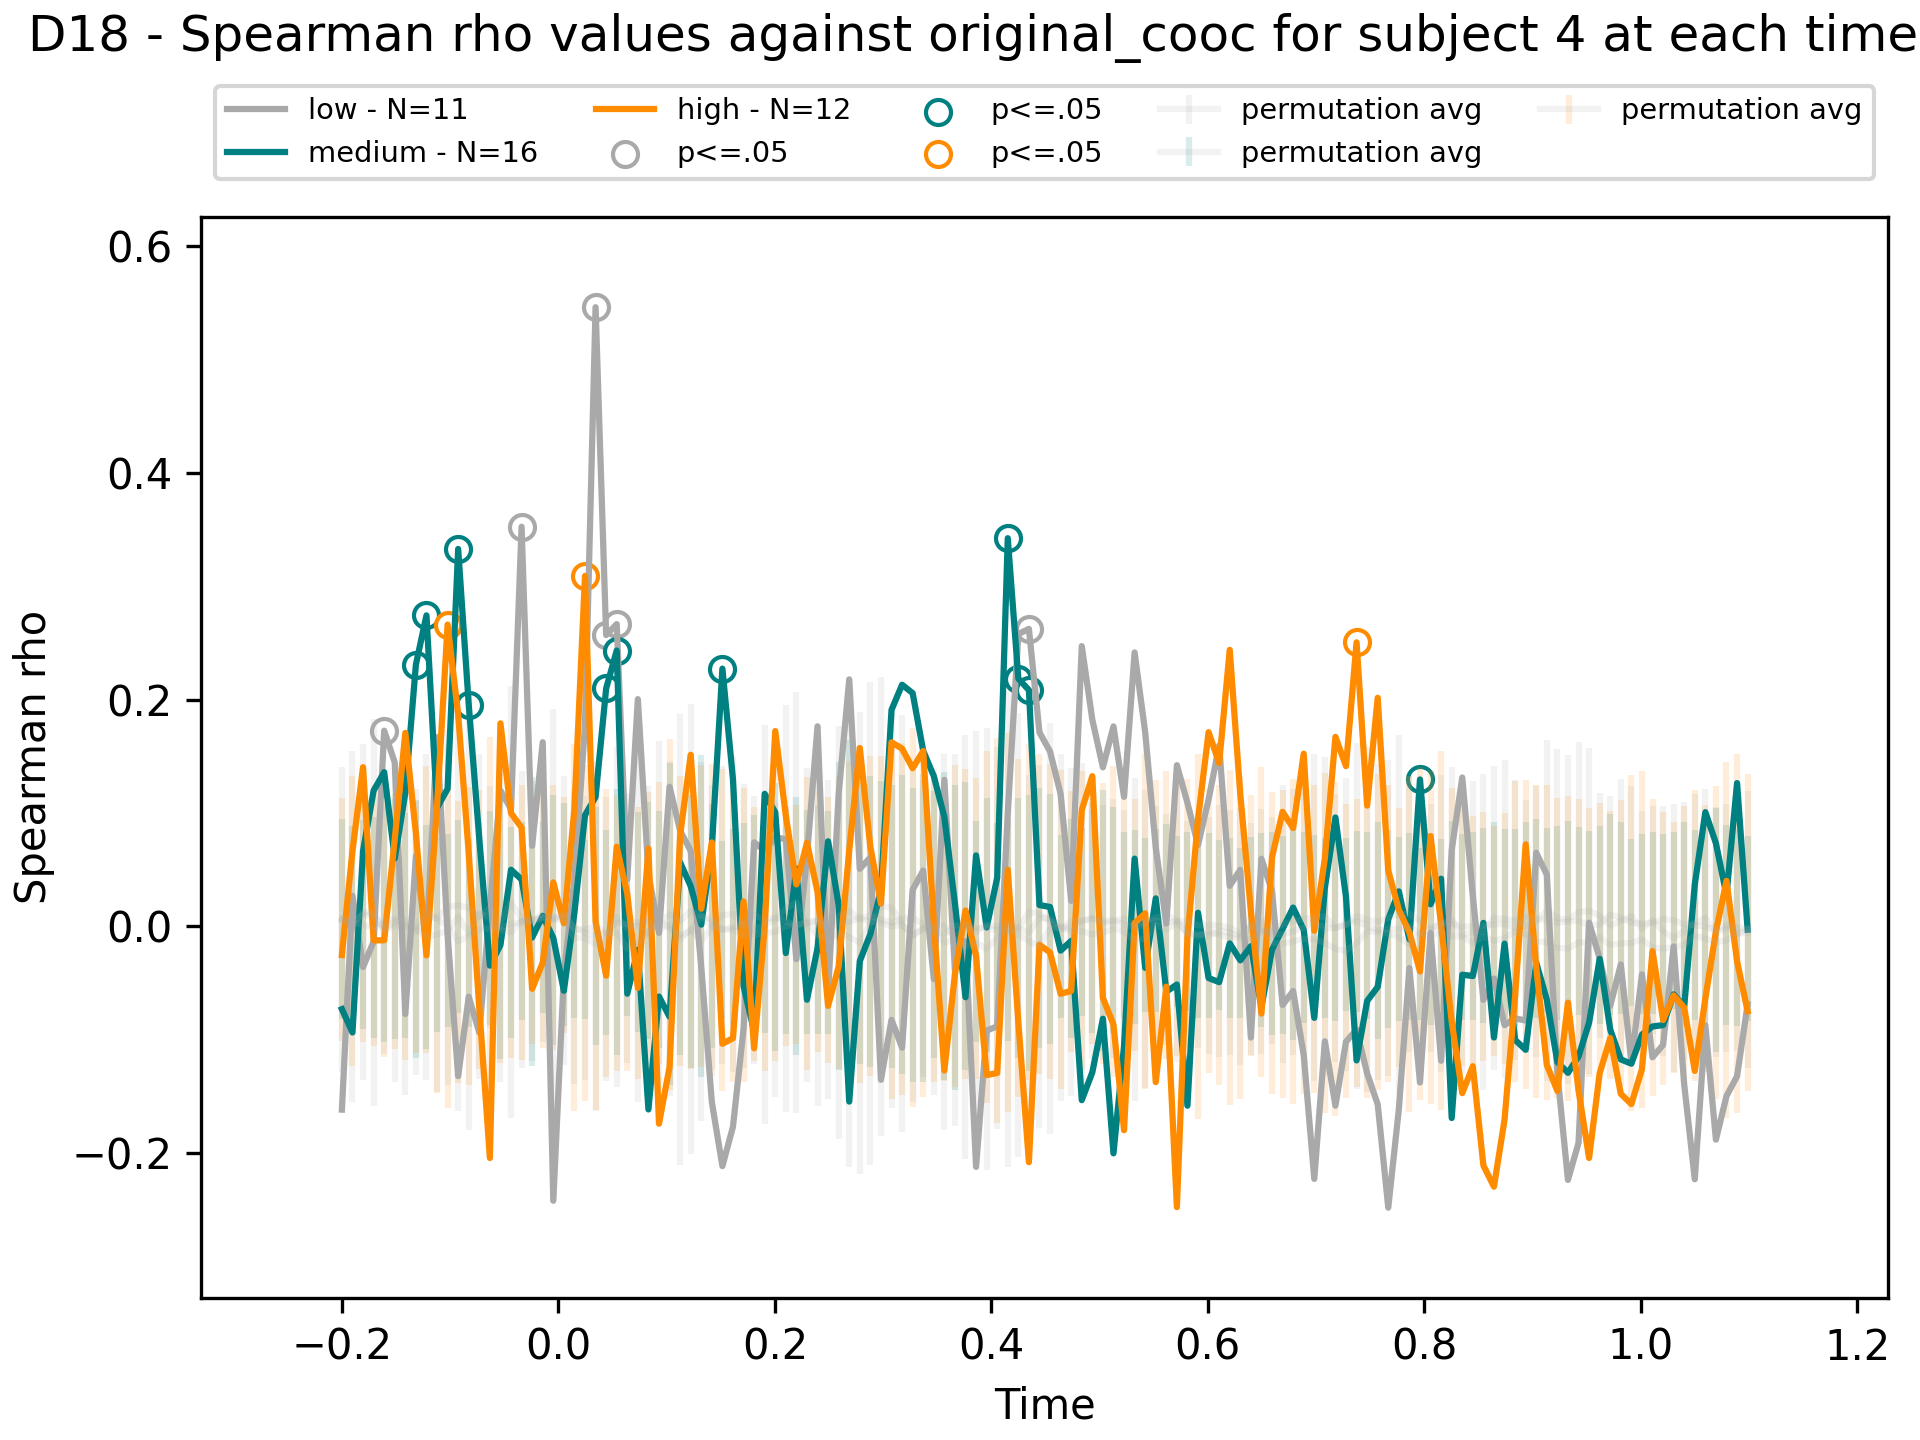 D18 - Spearman rho values against original_cooc for subject 4 at each time
low - N=11
medium - N=16
high - N=12
p<=.05
p<=.05
p<=.05
permutation avg
permutation avg
permutation avg
Spearman rho
0.6
0.4
0.2
0.0
−0.2
−0.2
0.0
0.2
0.4
0.6
0.8
1.0
1.2
Time